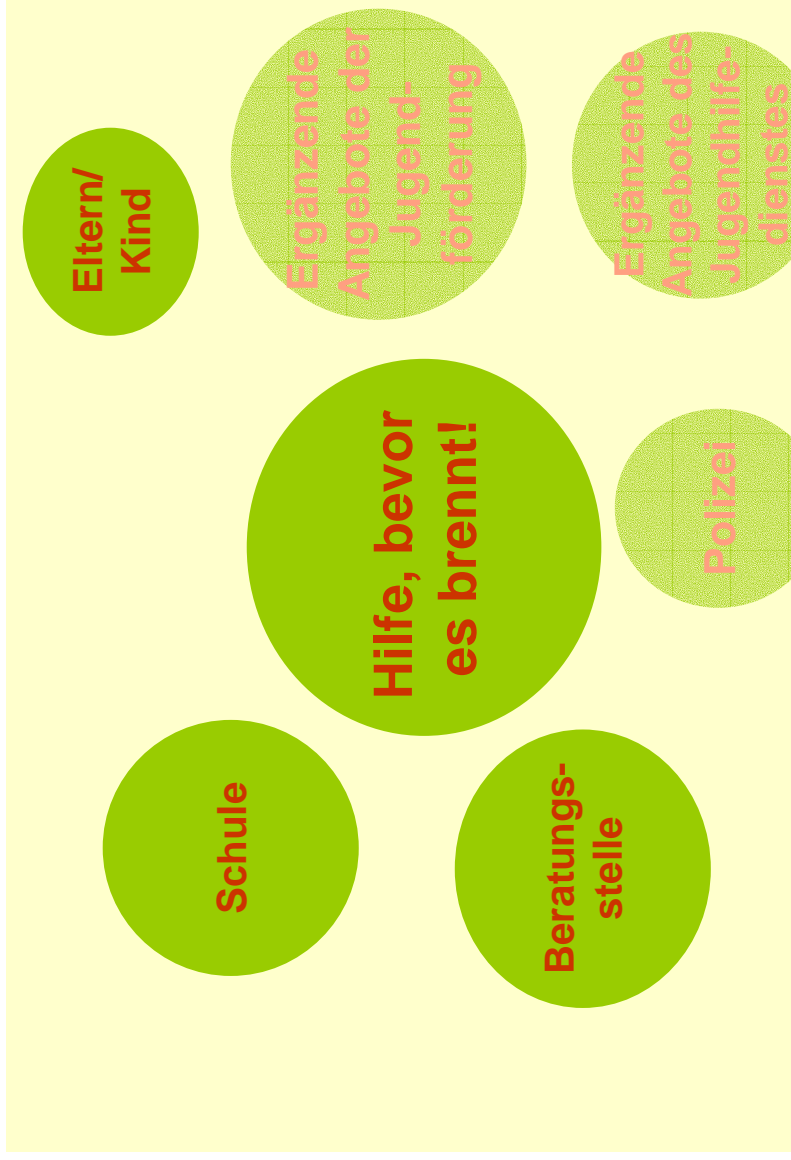 Eltern/
Kind
Schule
Ergänzende
Angebote der
Jugend-
förderung
Hilfe, bevor
es brennt!
Beratungs-
stelle
Polizei
Ergänzende
Angebote des
Jugendhilfe-
dienstes